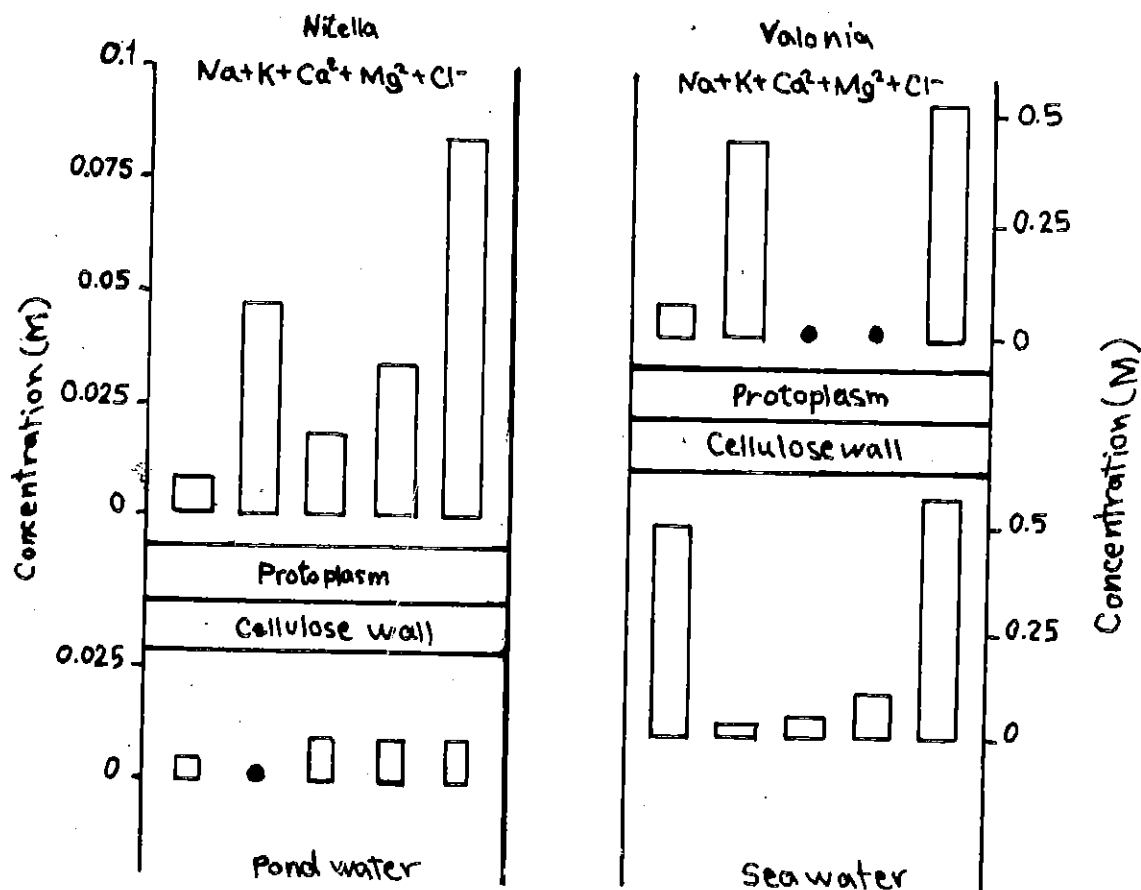 Nitella
Na+K+Ca²+Mg²+Cl-
0.1
0.075
0.05
0.025
0
Concentration (M)
Protoplasm
Cellulose wall
0.025
0
Pond water
Valonia
Na+K+Ca²+Mg²+Cl-
0.5
0.25
0
Protoplasm
Cellulose wall
Concentration (M)
0.5
0.25
0
Sea water